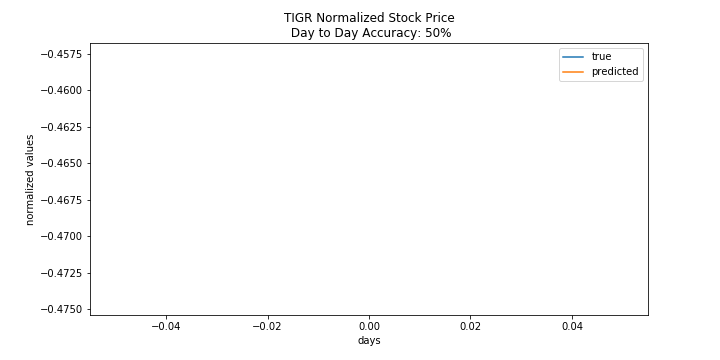 TIGR Normalized Stock Price
Day to Day Accuracy: 50%
true
predicted
−0.4575
−0.4600
−0.4625
−0.4650
−0.4675
−0.4700
−0.4725
−0.4750
normalized values
−0.04
−0.02
0.00
0.02
0.04
days